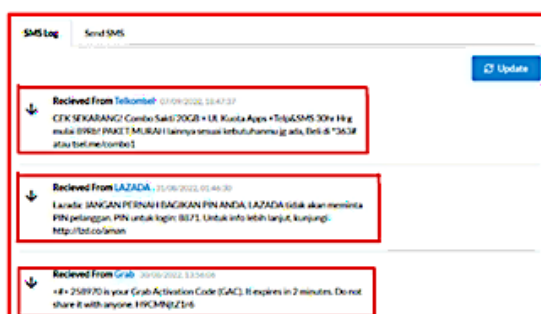 SMS Log Send SMS
Update
Recieved From Telkomsel 07/09/2022, 18:47:37
CEK SEKARANG! Combo Sakti 20GB + UL Kuota Apps +Telp&SMS 30hr Hrg
mulai 89Rb! PAKET MURAH lainnya sesuai kebutuhanmu jg ada, Beli di *363#
atau tsel.me/combo1
Recieved From LAZADA 31/08/2022, 01:46:30
Lazada: JANGAN PERNAH BAGIKAN PIN ANDA, LAZADA tidak akan meminta
PIN pelanggan. PIN untuk login: 8871. Untuk info lebih lanjut, kunjungi:
http://lzd.co/aman
Recieved From Grab 30/08/2022, 13:56:06
<#> 258970 is your Grab Activation Code (GAC). It expires in 2 minutes. Do not
share it with anyone.